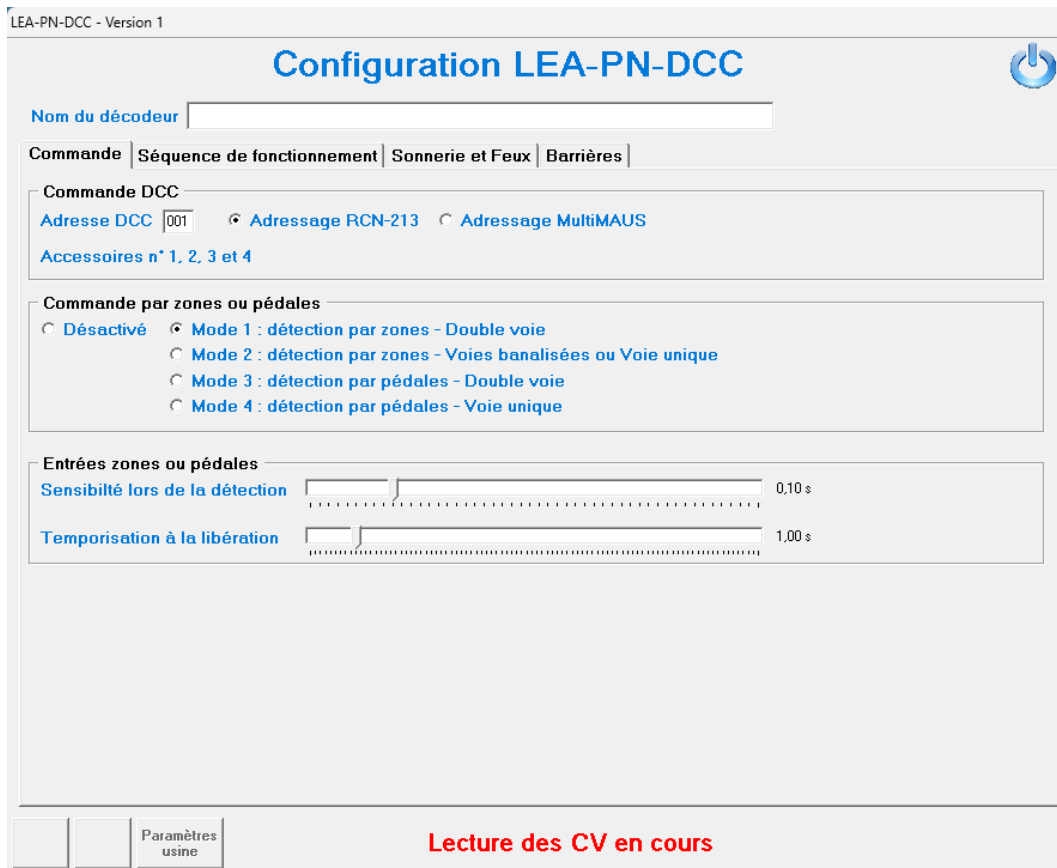 LEA-PN-DCC - Version 1
Configuration LEA-PN-DCC
Nom du décodeur
Commande Séquence de fonctionnement Sonnerie et Feux Barrières
Commande DCC
Adresse DCC 001 Adressage RCN-213 Adressage MultiMAUS
Accessoires n° 1, 2, 3 et 4
Commande par zones ou pédales
Désactivé Mode 1 : détection par zones - Double voie
Mode 2 : détection par zones - Voies banalisées ou Voie unique
Mode 3 : détection par pédales - Double voie
Mode 4 : détection par pédales - Voie unique
Entrées zones ou pédales
Sensibilté lors de la détection 0,10 s
Temporisation à la libération 1,00 s
Paramètres
usine
Lecture des CV en cours